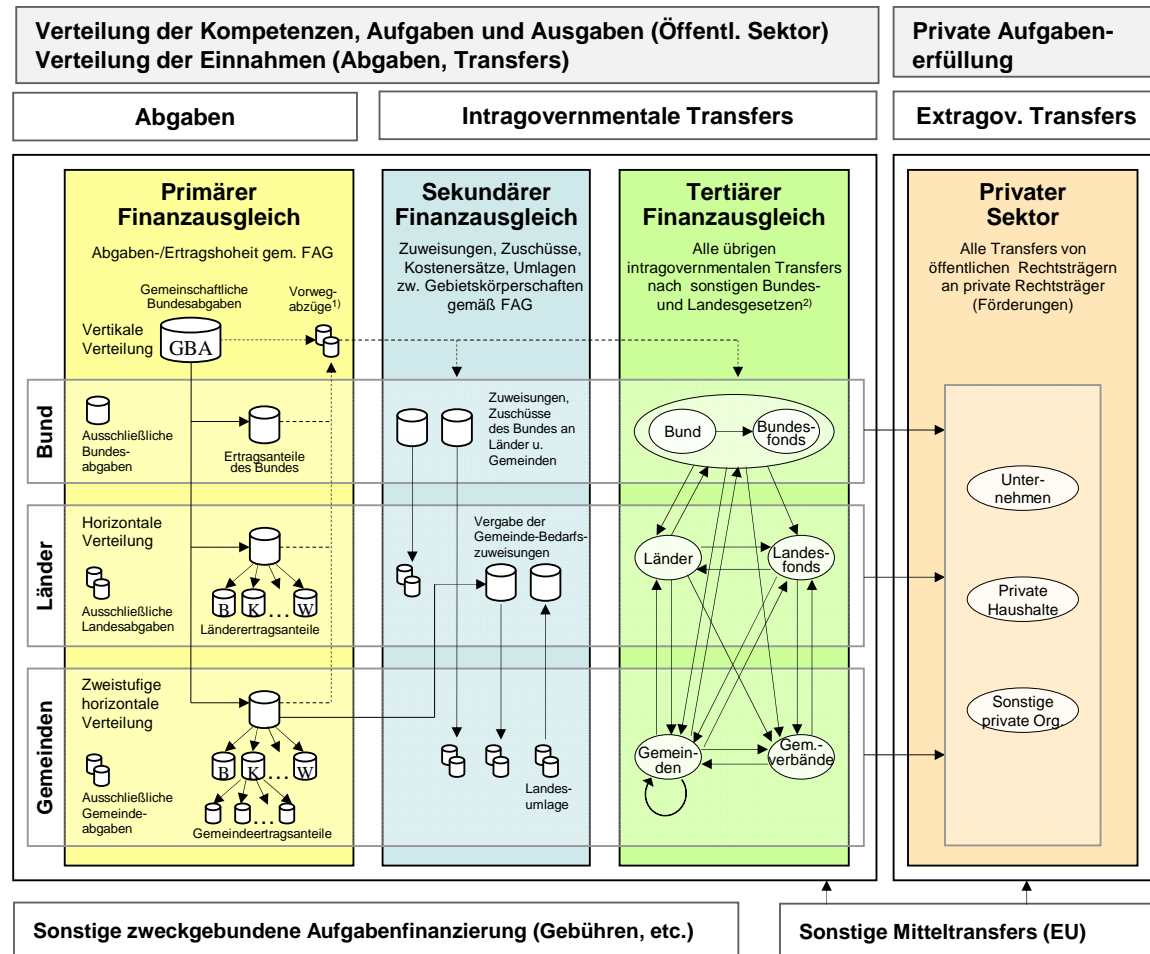 Verteilung der Kompetenzen, Aufgaben und Ausgaben (Öffentl. Sektor)
Verteilung der Einnahmen (Abgaben, Transfers)
Private Aufgaben-
erfüllung
Abgaben
Intragovernmentale Transfers
Extragov. Transfers
Primärer
Finanzausgleich
Abgaben-/Ertragshoheit gem. FAG
Gemeinschaftliche
Bundesabgaben
Vorweg-
abzüge1)
Vertikale
Verteilung
GBA
Sekundärer
Finanzausgleich
Zuweisungen, Zuschüsse,
Kostenersätze, Umlagen
zw. Gebietskörperschaften
gemäß FAG
Tertiärer
Finanzausgleich
Alle übrigen
intragovernmentalen Transfers
nach sonstigen Bundes-
und Landesgesetzen2)
Privater
Sektor
Alle Transfers von
öffentlichen Rechtsträgern
an private Rechtsträger
(Förderungen)
Bund
Ausschließliche
Bundes-
abgaben
Ertragsanteile
des Bundes
Zuweisungen,
Zuschüsse
des Bundes an
Länder u.
Gemeinden
Bund
Bundes-
fonds
Länder
Horizontale
Verteilung
Ausschließliche
Landesabgaben
B K ... W
Länderertragsanteile
Vergabe der
Gemeinde-Bedarfs-
zuweisungen
Länder
Landes-
fonds
Gemeinden
Zweistufige
horizontale
Verteilung
Ausschließliche
Gemeinde-
abgaben
B K ... W
...
Gemeindeertragsanteile
Landes-
umlage
Gemein-
den
Gem.-
verbände
Unter-
nehmen
Private
Haushalte
Sonstige
private Org.
Sonstige zweckgebundene Aufgabenfinanzierung (Gebühren, etc.)
Sonstige Mitteltransfers (EU)